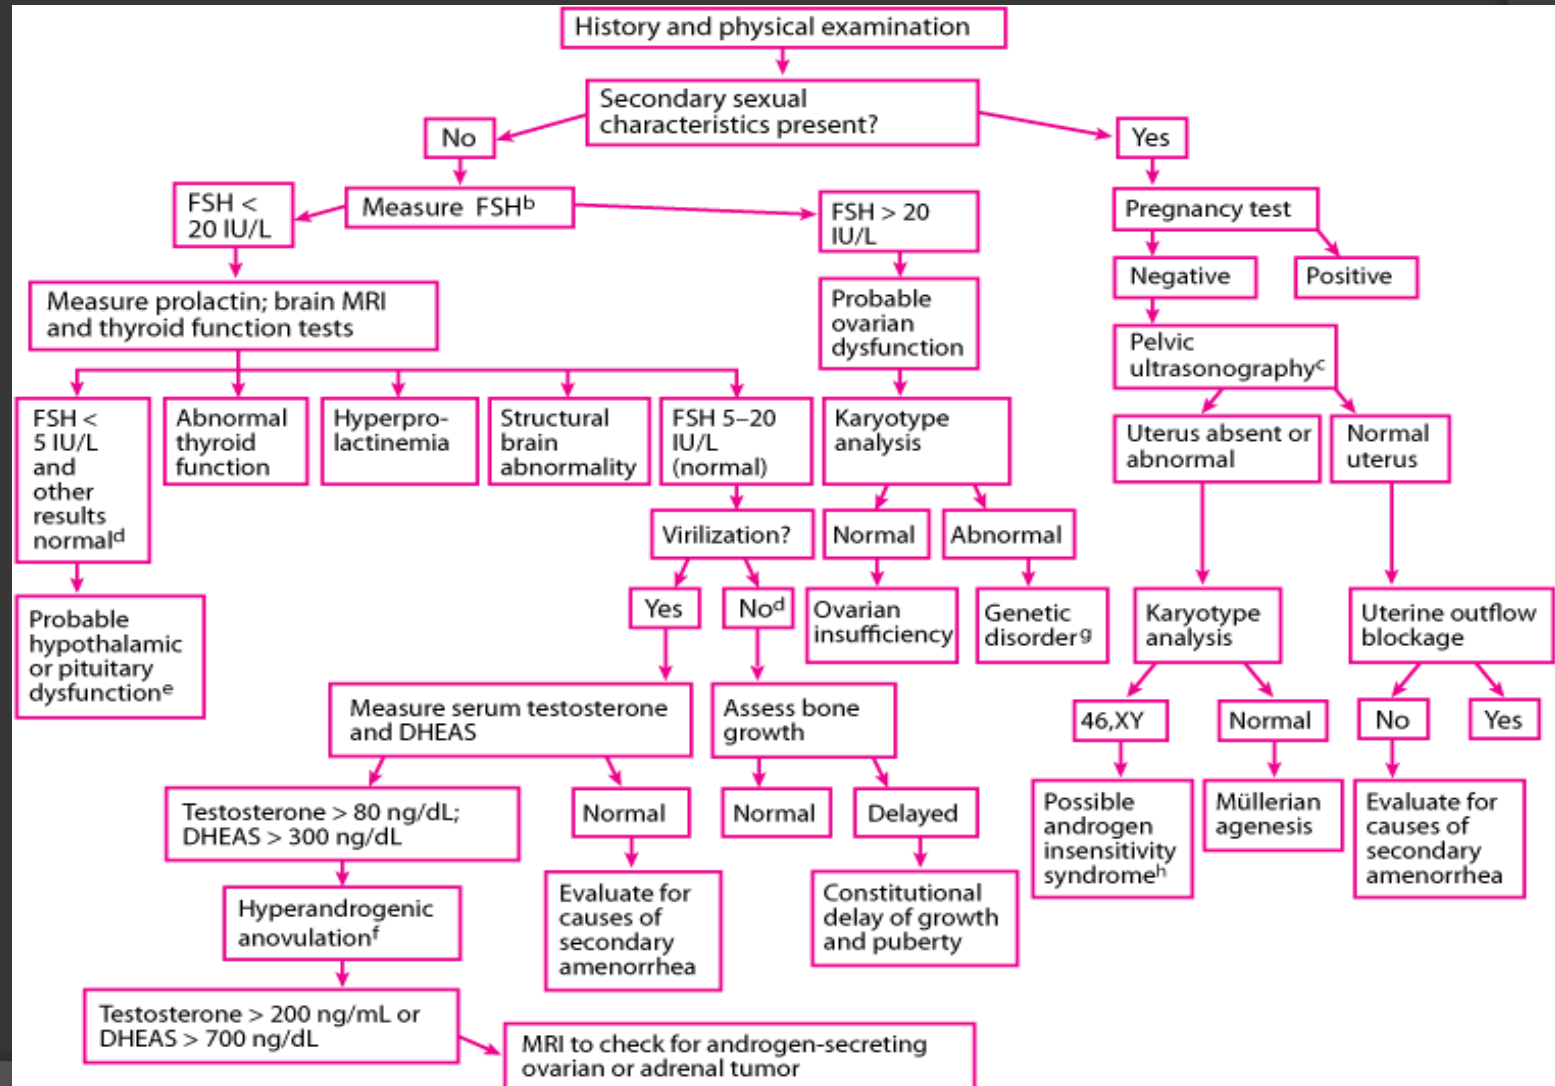 History and physical examination
Secondary sexual
characteristics present?
No
Yes
FSH <
20 IU/L
Measure FSHᵇ
FSH > 20
IU/L
Pregnancy test
Negative
Positive
Measure prolactin; brain MRI
and thyroid function tests
Probable
ovarian
dysfunction
Pelvic
ultrasonographyᶜ
FSH <
5 IU/L
and
other
results
normalᵈ
Abnormal
thyroid
function
Hyperpro-
lactinemia
Structural
brain
abnormality
FSH 5–20
IU/L
(normal)
Karyotype
analysis
Uterus absent or
abnormal
Normal
uterus
Virilization?
Normal
Abnormal
Probable
hypothalamic
or pituitary
dysfunctionᵉ
Yes
Noᵈ
Ovarian
insufficiency
Genetic
disorderᵍ
Karyotype
analysis
Uterine outflow
blockage
Measure serum testosterone
and DHEAS
Assess bone
growth
46,XY
Normal
No
Yes
Testosterone > 80 ng/dL;
DHEAS > 300 ng/dL
Normal
Normal
Delayed
Possible
androgen
insensitivity
syndromeʰ
Müllerian
agenesis
Evaluate for
causes of
secondary
amenorrhea
Hyperandrogenic
anovulationᶠ
Evaluate for
causes of
secondary
amenorrhea
Constitutional
delay of growth
and puberty
Testosterone > 200 ng/mL or
DHEAS > 700 ng/dL
MRI to check for androgen-secreting
ovarian or adrenal tumor